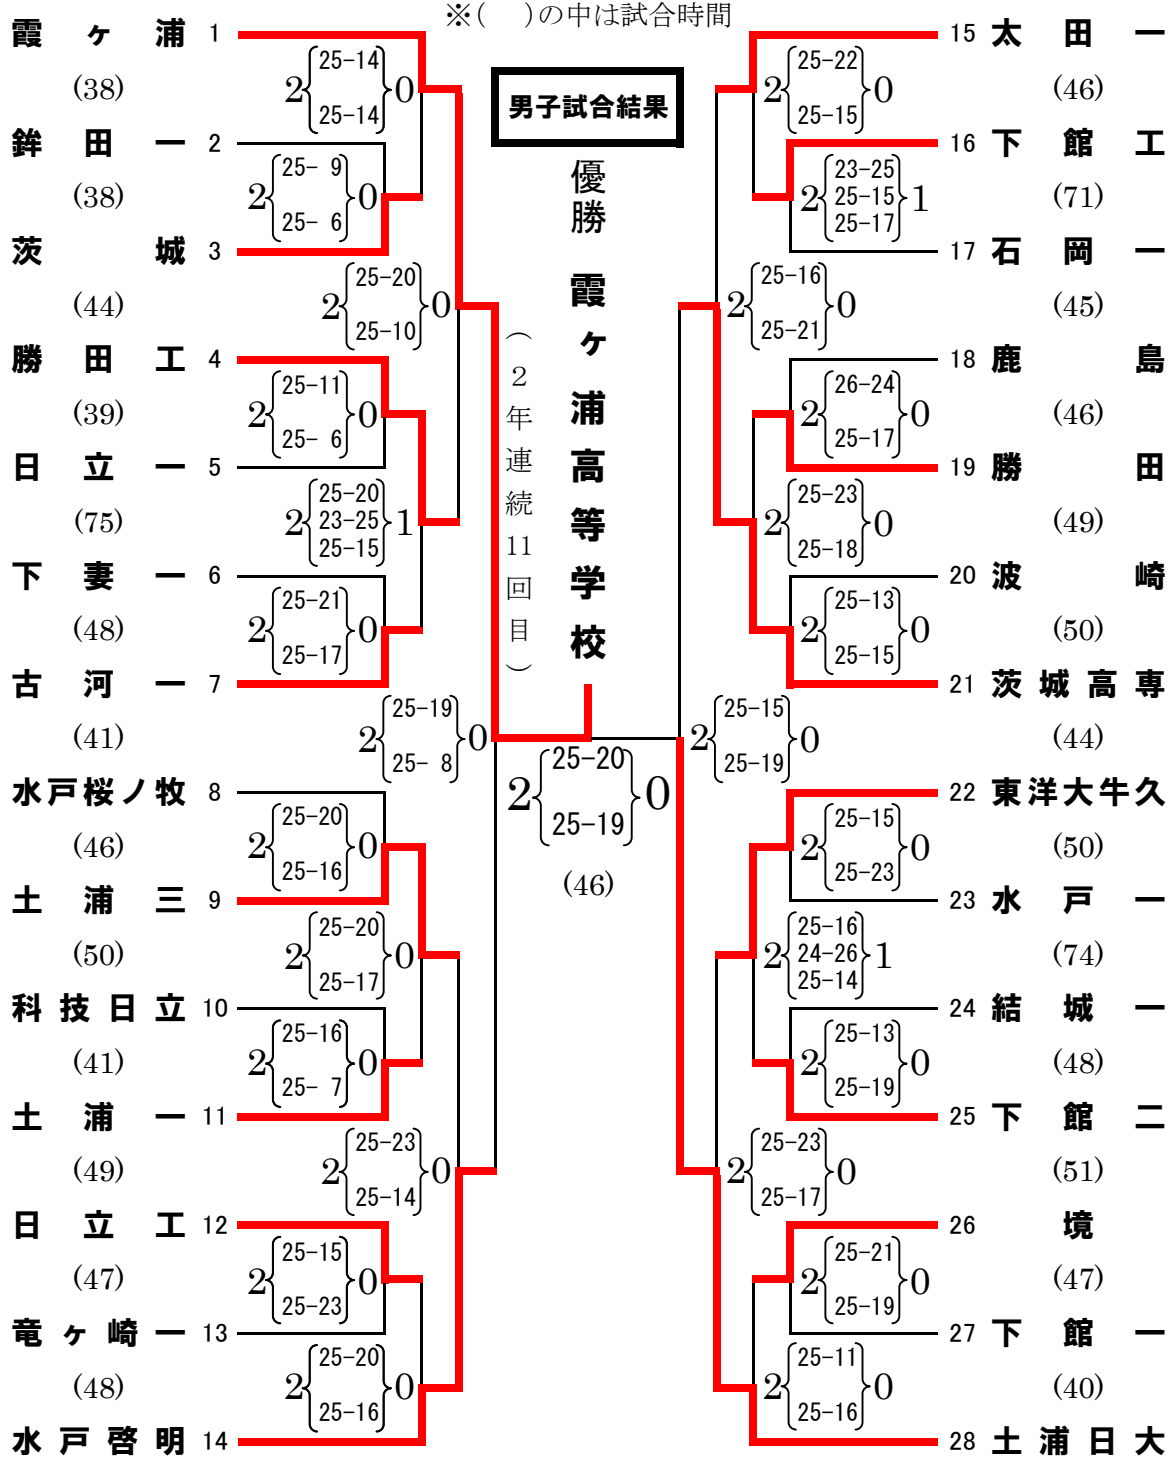 ※(　)の中は試合時間
男子試合結果
優勝
霞ヶ浦高等学校
（2年連続11回目）
霞ヶ浦 1
(38)
2 25-14 0
25-14
鉾田一 2
(38)
2 25- 9 0
25- 6
茨城 3
(44)
2 25-20 0
25-10
勝田工 4
(39)
2 25-11 0
25- 6
日立一 5
(75)
2 25-20 1
23-25
25-15
下妻一 6
(48)
2 25-21 0
25-17
古河一 7
(41)
2 25-19 0
25- 8
水戸桜ノ牧 8
(46)
2 25-20 0
25-16
土浦三 9
(50)
2 25-20 0
25-17
科技日立 10
(41)
2 25-16 0
25- 7
土浦一 11
(49)
2 25-23 0
25-14
日立工 12
(47)
2 25-15 0
25-23
竜ヶ崎一 13
(48)
2 25-20 0
25-16
水戸啓明 14
2 25-20 0
25-19
(46)
15 太田一
2 25-22 0
25-15
(46)
16 下館工
2 23-25 1
25-15
25-17
(71)
17 石岡一
2 25-16 0
25-21
(45)
18 鹿島
2 26-24 0
25-17
(46)
19 勝田
2 25-23 0
25-18
(49)
20 波崎
2 25-13 0
25-15
(50)
21 茨城高専
2 25-15 0
25-19
(44)
22 東洋大牛久
2 25-15 0
25-23
(50)
23 水戸一
2 25-16 1
24-26
25-14
(74)
24 結城一
2 25-13 0
25-19
(48)
25 下館二
2 25-23 0
25-17
(51)
26 境
2 25-21 0
25-19
(47)
27 下館一
2 25-11 0
25-16
(40)
28 土浦日大